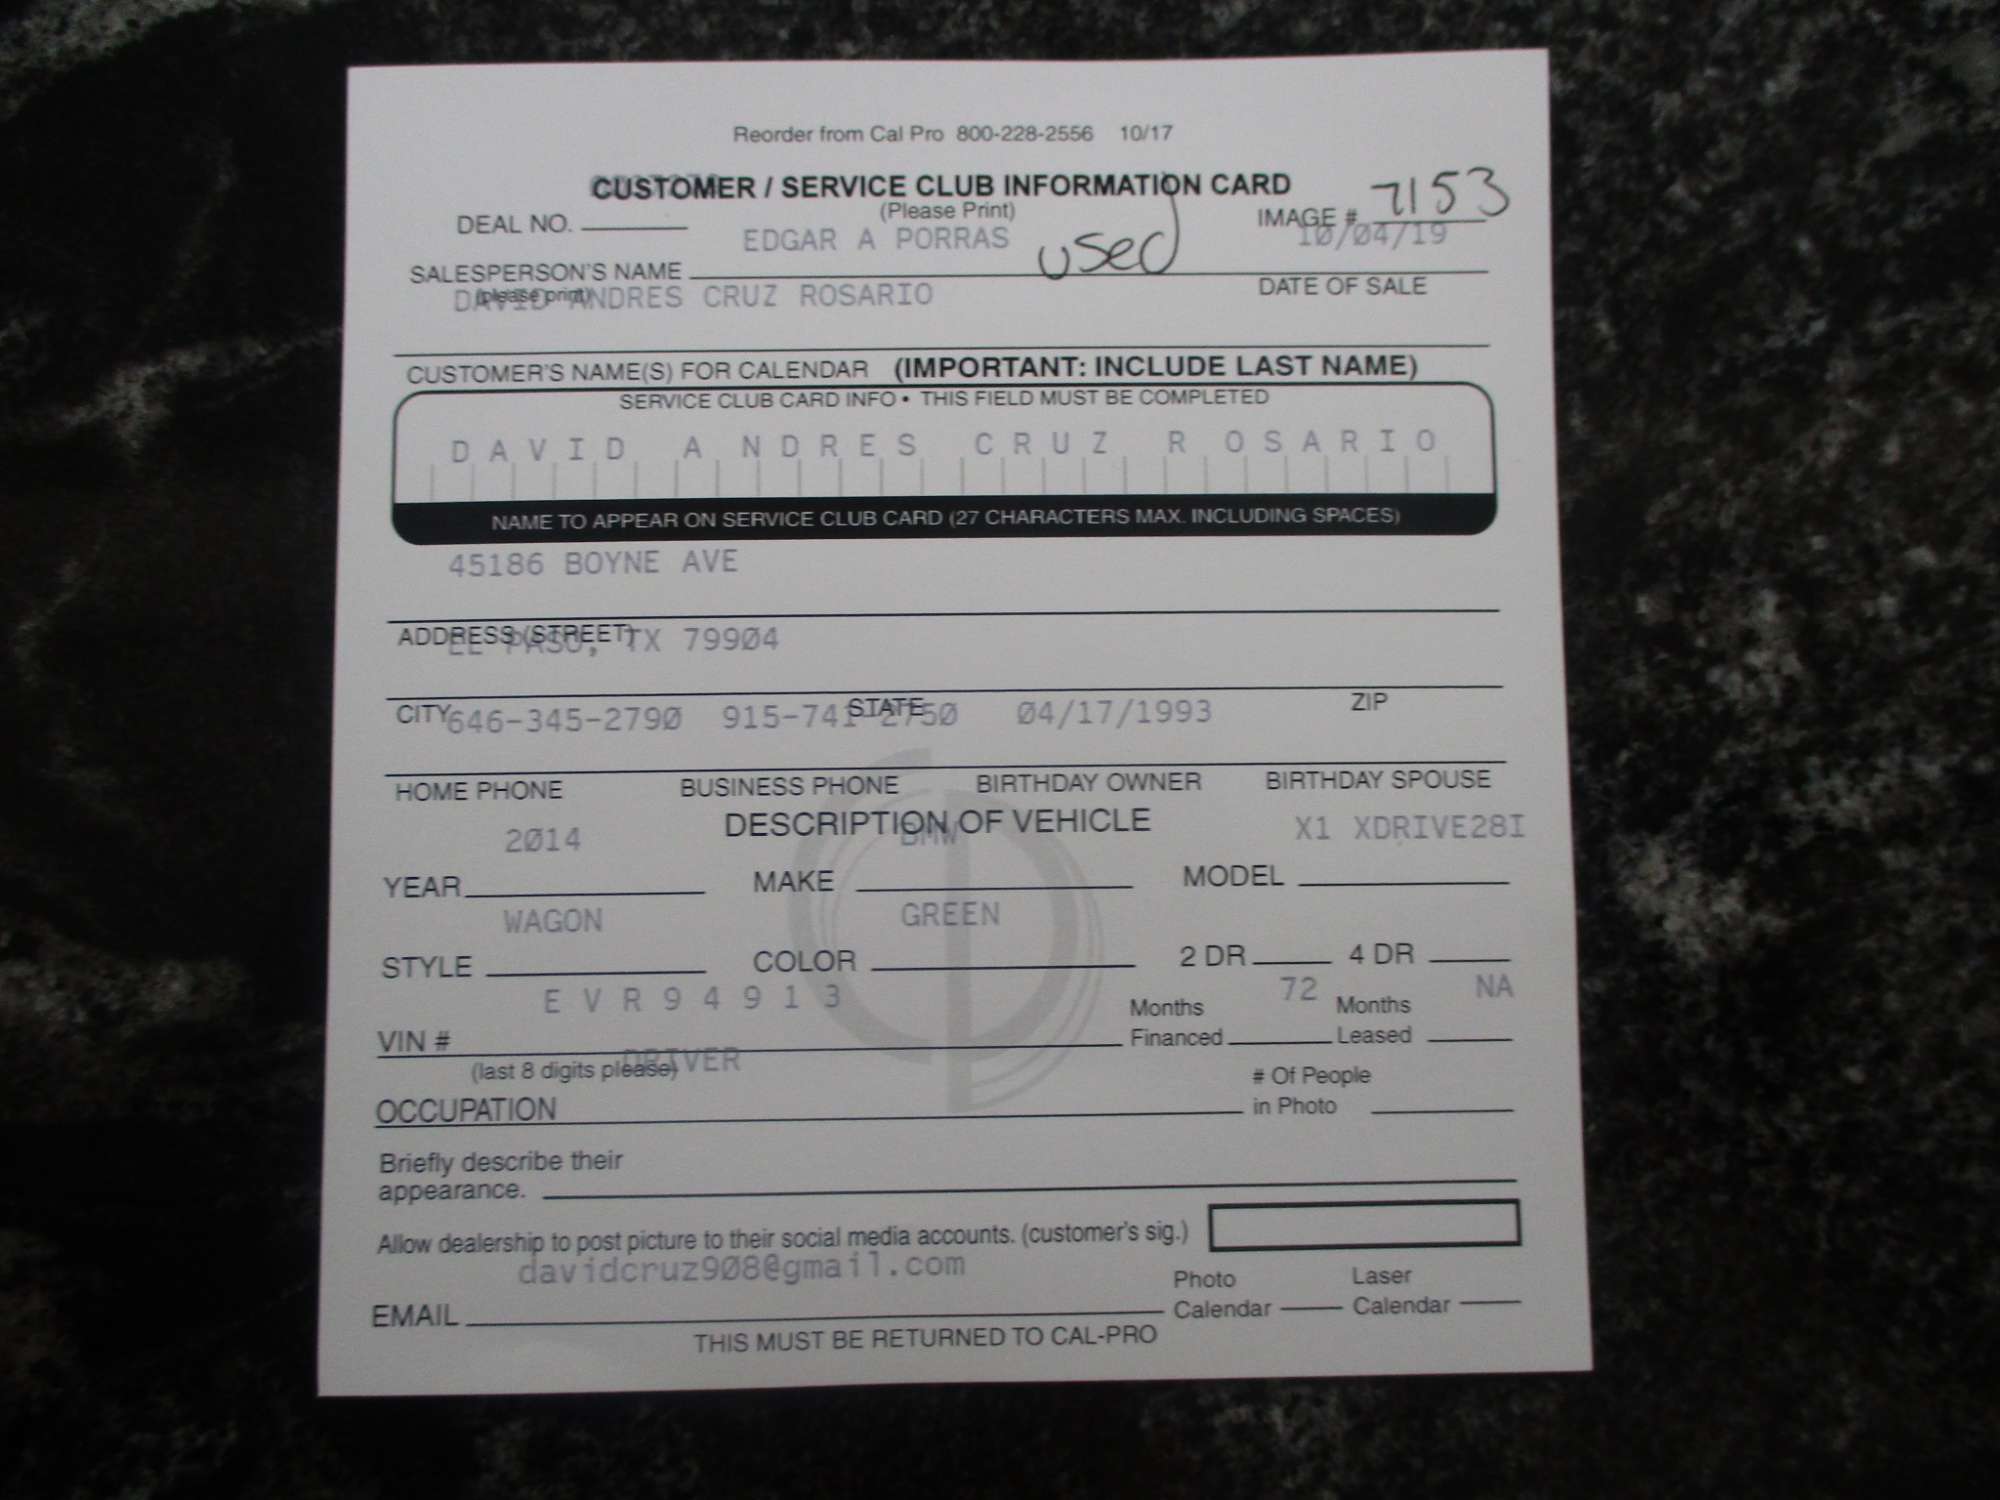 Reorder from Cal Pro 800-228-2556 10/17
CUSTOMER / SERVICE CLUB INFORMATION CARD
(Please Print)
DEAL NO.
IMAGE # 7153
EDGAR A PORRAS
used
10/04/19
SALESPERSON'S NAME
(please print)
DATE OF SALE
DAVID ANDRES CRUZ ROSARIO
CUSTOMER'S NAME(S) FOR CALENDAR (IMPORTANT: INCLUDE LAST NAME)
SERVICE CLUB CARD INFO • THIS FIELD MUST BE COMPLETED
DAVID ANDRES CRUZ ROSARIO
NAME TO APPEAR ON SERVICE CLUB CARD (27 CHARACTERS MAX. INCLUDING SPACES)
45186 BOYNE AVE
ADDRESS (STREET)
EL PASO, TX 79904
CITY STATE ZIP
646-345-2790 915-741-2750 04/17/1993
HOME PHONE BUSINESS PHONE BIRTHDAY OWNER BIRTHDAY SPOUSE
DESCRIPTION OF VEHICLE
2014 BMW X1 XDRIVE28I
YEAR MAKE MODEL
WAGON GREEN
STYLE COLOR 2 DR 4 DR
EVR94913 Months 72 Months NA
VIN # Financed Leased
(last 8 digits please)
DRIVER
# Of People
OCCUPATION in Photo
Briefly describe their
appearance.
Allow dealership to post picture to their social media accounts. (customer's sig.)
davidcruz908@gmail.com
Photo Laser
EMAIL Calendar Calendar
THIS MUST BE RETURNED TO CAL-PRO